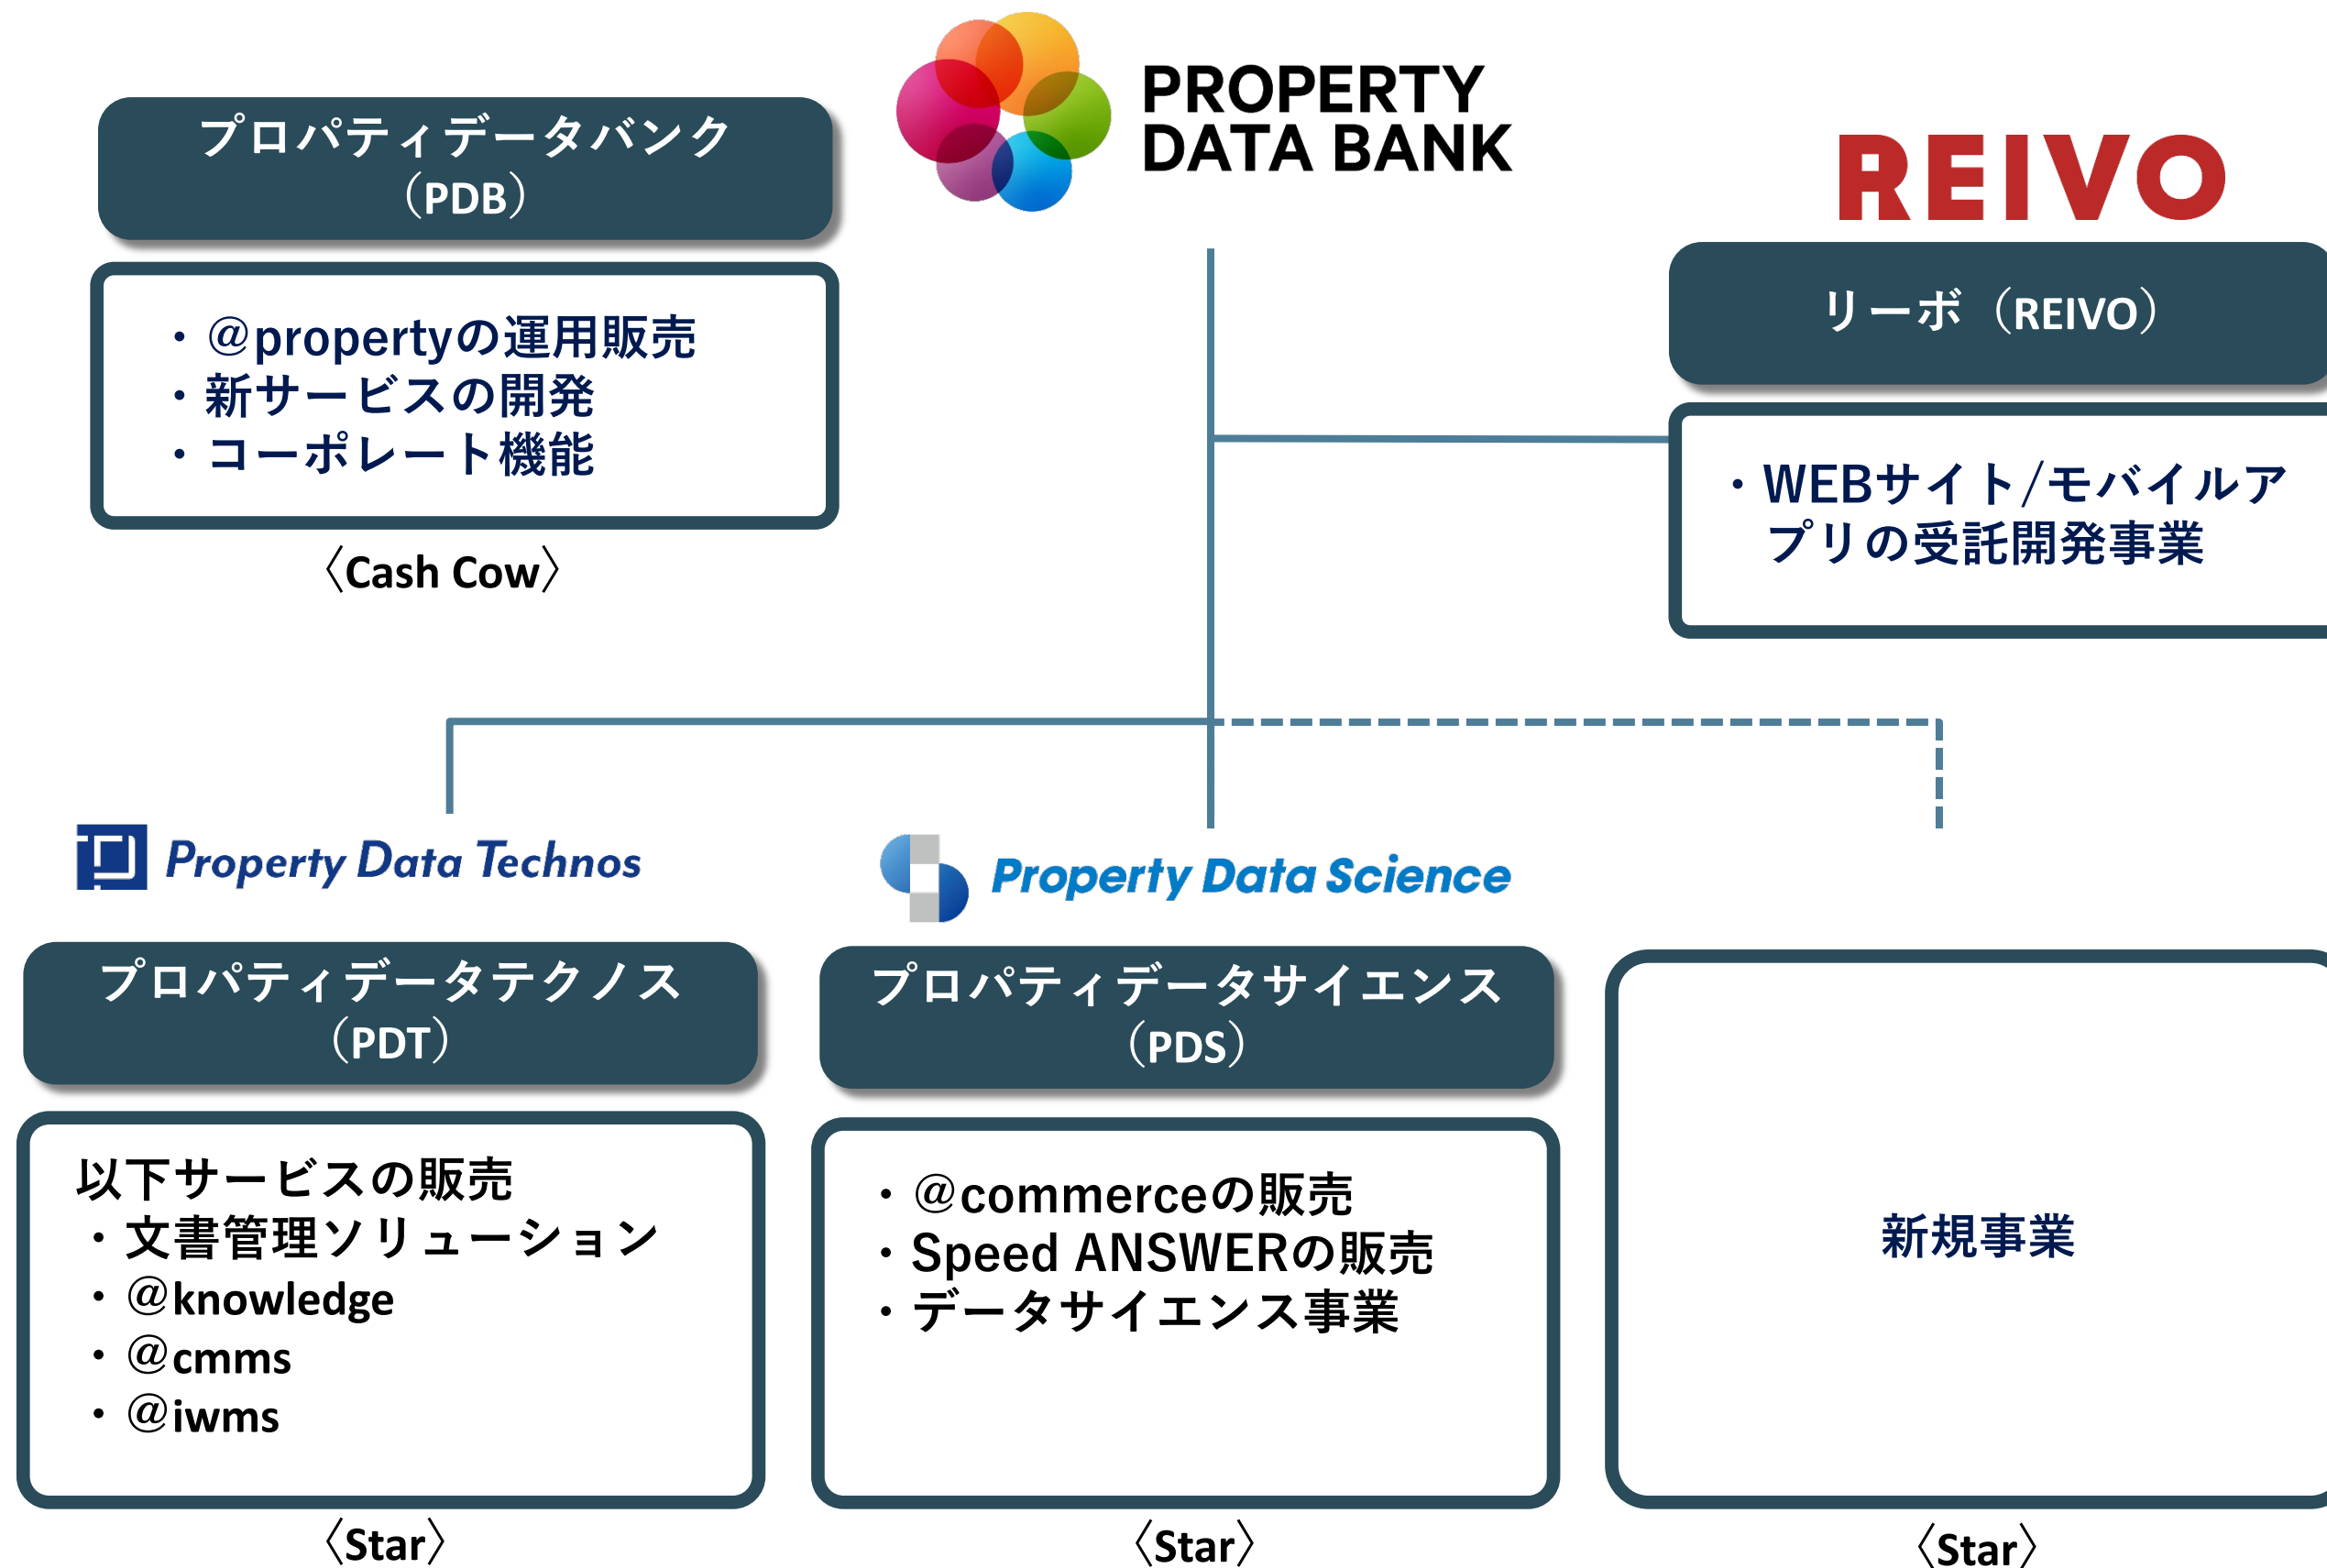 PROPERTY
DATA BANK
プロパティデータバンク
（PDB）
・@propertyの運用販売
・新サービスの開発
・コーポレート機能
〈Cash Cow〉
REIVO
リーボ（REIVO）
・WEBサイト/モバイルア
プリの受託開発事業
Property Data Technos
プロパティデータテクノス
（PDT）
以下サービスの販売
・文書管理ソリューション
・@knowledge
・@cmms
・@iwms
〈Star〉
Property Data Science
プロパティデータサイエンス
（PDS）
・@commerceの販売
・Speed ANSWERの販売
・データサイエンス事業
〈Star〉
新規事業
〈Star〉